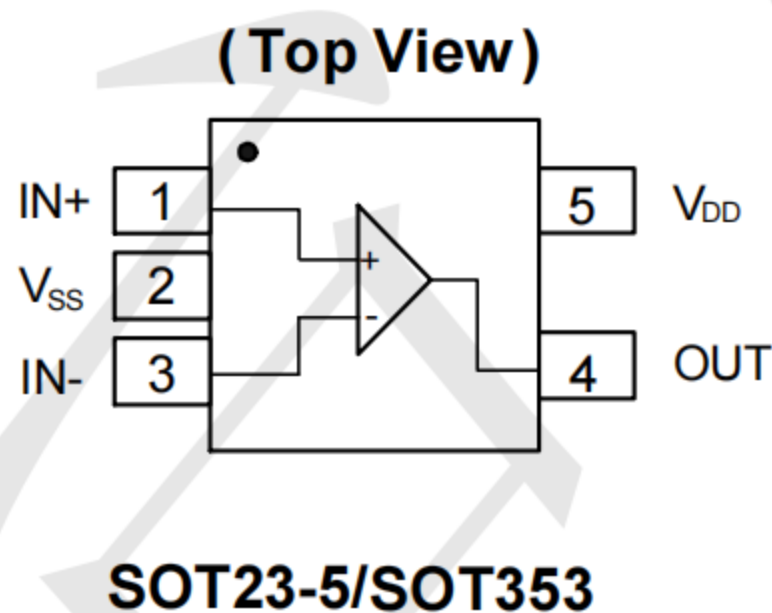 (Top View)
IN+ 1 5 VDD
+
VSS 2
-
IN- 3 4 OUT
SOT23-5/SOT353